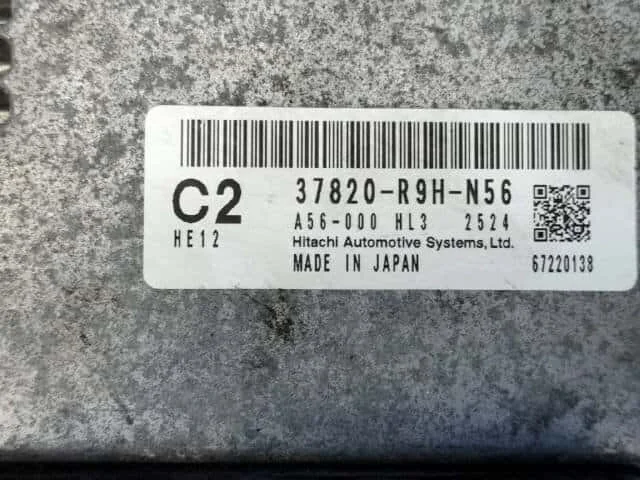 C2
HE12
37820-R9H-N56
A56-000 HL3 2524
Hitachi Automotive Systems,Ltd.
MADE IN JAPAN
67220138